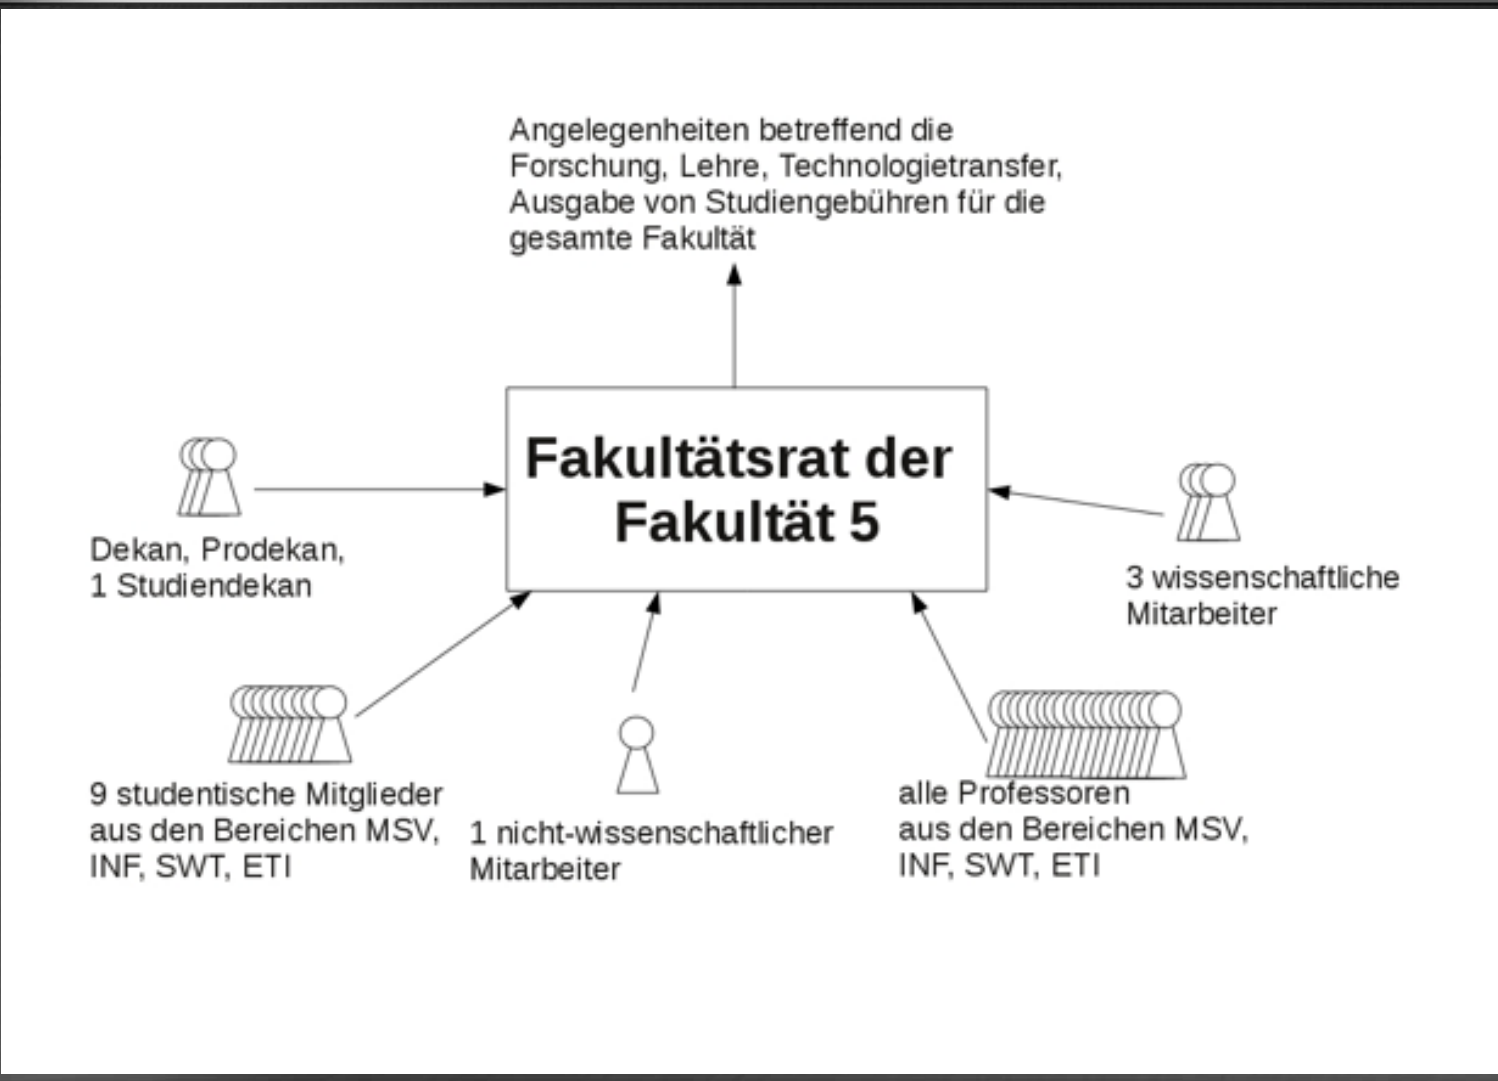 Angelegenheiten betreffend die
Forschung, Lehre, Technologietransfer,
Ausgabe von Studiengebühren für die
gesamte Fakultät
Fakultätsrat der
Fakultät 5
Dekan, Prodekan,
1 Studiendekan
3 wissenschaftliche
Mitarbeiter
9 studentische Mitglieder
aus den Bereichen MSV,
INF, SWT, ETI
1 nicht-wissenschaftlicher
Mitarbeiter
alle Professoren
aus den Bereichen MSV,
INF, SWT, ETI